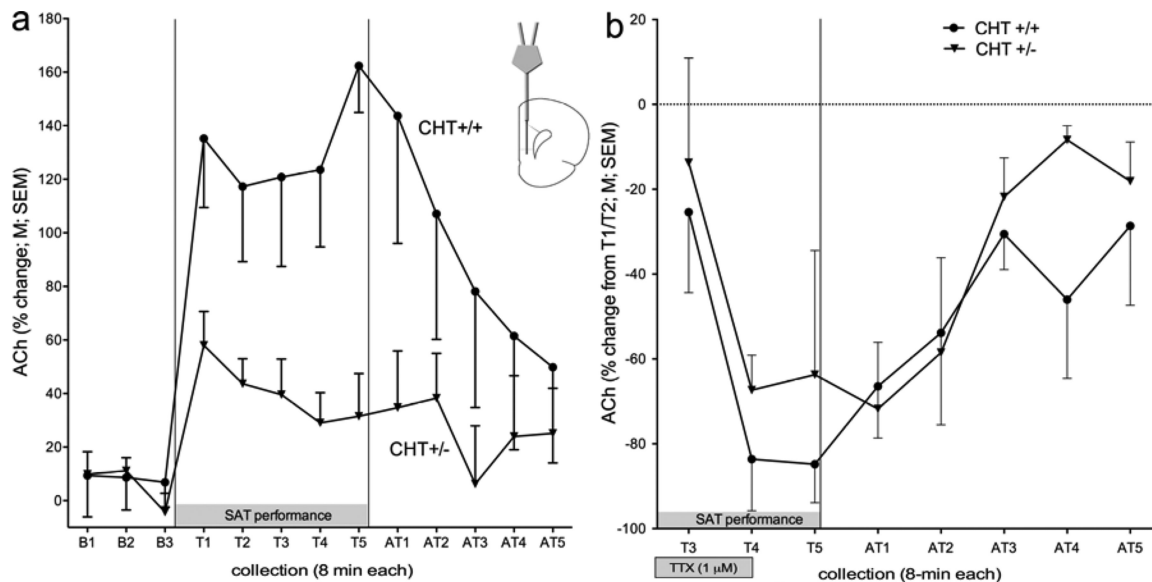 a
180
160
140
120
100
80
60
40
20
0
ACh (% change; M; SEM)
CHT+/+
CHT+/-
SAT performance
B1 B2 B3 T1 T2 T3 T4 T5 AT1 AT2 AT3 AT4 AT5
collection (8 min each)
b
20
0
-20
-40
-60
-80
-100
ACh (% change from T1/T2; M; SEM)
CHT +/+
CHT +/-
SAT performance
T3 T4 T5 AT1 AT2 AT3 AT4 AT5
TTX (1 µM)
collection (8-min each)